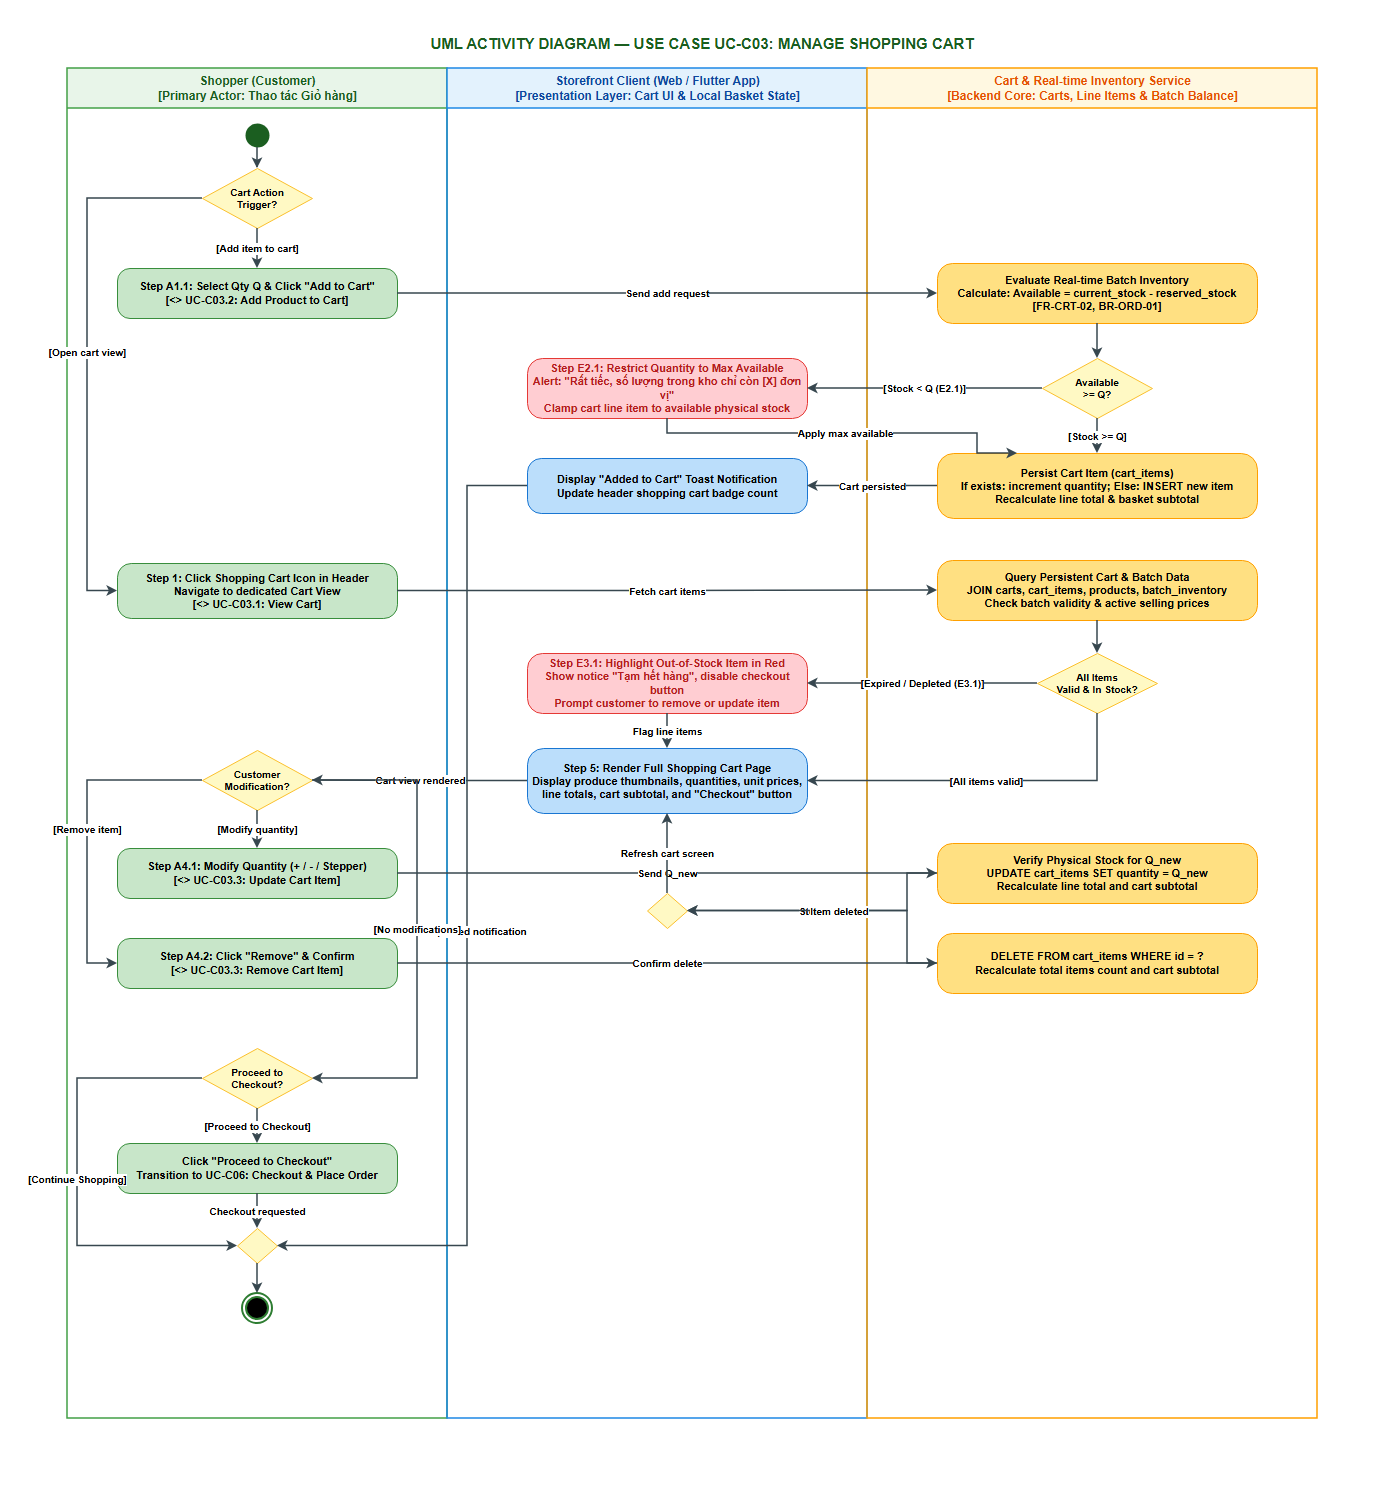 UML ACTIVITY DIAGRAM — USE CASE UC-C03: MANAGE SHOPPING CART
Shopper (Customer)
[Primary Actor: Thao tác Giỏ hàng]
Storefront Client (Web / Flutter App)
[Presentation Layer: Cart UI & Local Basket State]
Cart & Real-time Inventory Service
[Backend Core: Carts, Line Items & Batch Balance]
Cart Action
Trigger?
[Add item to cart]
Step A1.1: Select Qty Q & Click "Add to Cart"
[<> UC-C03.2: Add Product to Cart]
Send add request
Evaluate Real-time Batch Inventory
Calculate: Available = current_stock - reserved_stock
[FR-CRT-02, BR-ORD-01]
[Open cart view]
Step E2.1: Restrict Quantity to Max Available
Alert: "Rất tiếc, số lượng trong kho chỉ còn [X] đơn
vị"
Clamp cart line item to available physical stock
[Stock < Q (E2.1)]
Available
>= Q?
Apply max available
[Stock >= Q]
Display "Added to Cart" Toast Notification
Update header shopping cart badge count
Cart persisted
Persist Cart Item (cart_items)
If exists: increment quantity; Else: INSERT new item
Recalculate line total & basket subtotal
Step 1: Click Shopping Cart Icon in Header
Navigate to dedicated Cart View
[<> UC-C03.1: View Cart]
Fetch cart items
Query Persistent Cart & Batch Data
JOIN carts, cart_items, products, batch_inventory
Check batch validity & active selling prices
Step E3.1: Highlight Out-of-Stock Item in Red
Show notice "Tạm hết hàng", disable checkout
button
Prompt customer to remove or update item
[Expired / Depleted (E3.1)]
All Items
Valid & In Stock?
Flag line items
Customer
Modification?
Cart view rendered
Step 5: Render Full Shopping Cart Page
Display produce thumbnails, quantities, unit prices,
line totals, cart subtotal, and "Checkout" button
[All items valid]
[Remove item]
[Modify quantity]
Refresh cart screen
Step A4.1: Modify Quantity (+ / - / Stepper)
[<> UC-C03.3: Update Cart Item]
Send Q_new
Verify Physical Stock for Q_new
UPDATE cart_items SET quantity = Q_new
Recalculate line total and cart subtotal
Item deleted
[No modifications]
notification
Step A4.2: Click "Remove" & Confirm
[<> UC-C03.3: Remove Cart Item]
Confirm delete
DELETE FROM cart_items WHERE id = ?
Recalculate total items count and cart subtotal
Proceed to
Checkout?
[Proceed to Checkout]
Click "Proceed to Checkout"
Transition to UC-C06: Checkout & Place Order
[Continue Shopping]
Checkout requested